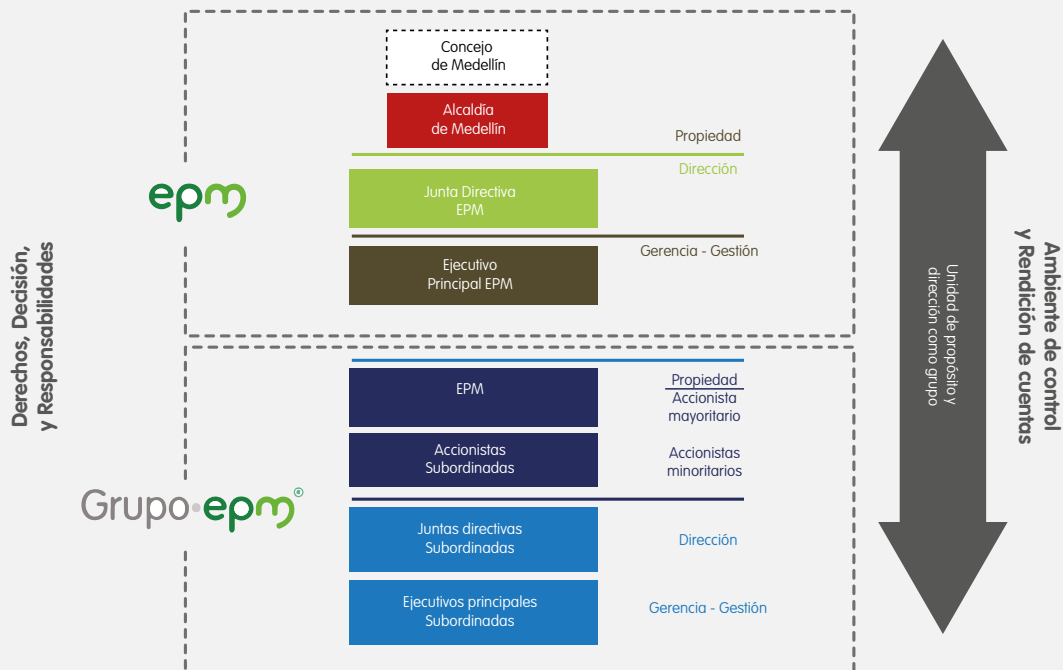 Concejo
de Medellín
Alcaldía
de Medellín
Propiedad
Dirección
Junta Directiva
EPM
Gerencia - Gestión
Ejecutivo
Principal EPM
epm
Derechos, Decisión,
y Responsabilidades
EPM
Propiedad
Accionista
mayoritario
Accionistas
Subordinadas
Accionistas
minoritarios
Grupo·epm®
Juntas directivas
Subordinadas
Dirección
Ejecutivos principales
Subordinadas
Gerencia - Gestión
Unidad de propósito y
dirección como grupo
Ambiente de control
y Rendición de cuentas